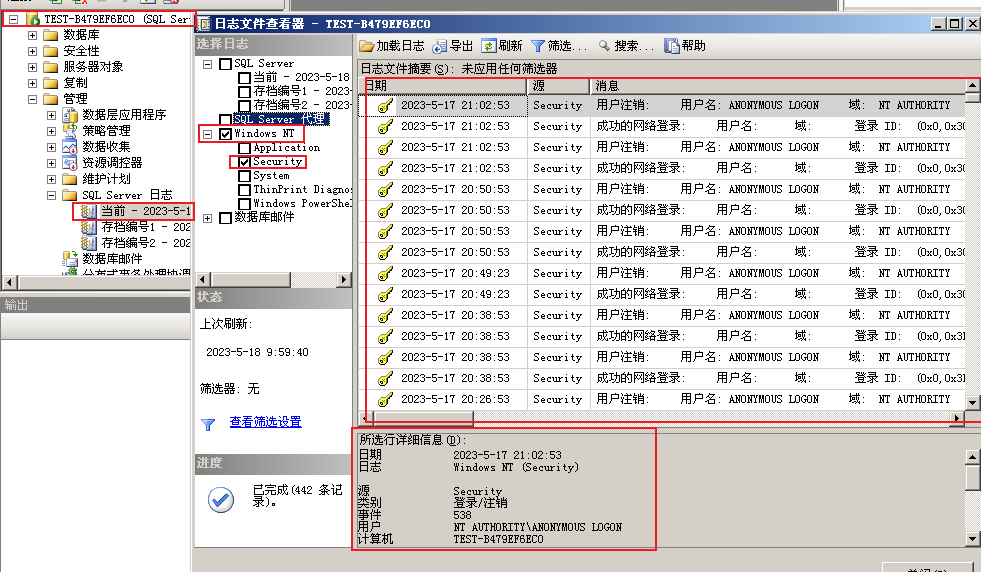 TEST-B479EF6ECO (SQL Ser
数据库
安全性
服务器对象
复制
管理
数据层应用程序
策略管理
数据收集
资源调控器
维护计划
SQL Server 日志
当前 - 2023-5-1
存档编号1 - 202
存档编号2 - 202
数据库邮件
分布式事务处理协调
输出
日志文件查看器 - TEST-B479EF6ECO
选择日志
SQL Server
当前 - 2023-5-18
存档编号1 - 2023-
存档编号2 - 2023-
SQL Server 代理
Windows NT
Application
Security
System
ThinPrint Diagnos
Windows PowerShel
数据库邮件
状态
上次刷新:
2023-5-18 9:59:40
筛选器: 无
查看筛选设置
进度
已完成(442 条记
录)。
加载日志 导出 刷新 筛选... 搜索... 帮助
日志文件摘要(S): 未应用任何筛选器
日期 源 消息
2023-5-17 21:02:53 Security 用户注销: 用户名: ANONYMOUS LOGON 域: NT AUTHORITY
2023-5-17 21:02:53 Security 成功的网络登录: 用户名: 域: 登录 ID: (0x0,0x30
2023-5-17 21:02:53 Security 用户注销: 用户名: ANONYMOUS LOGON 域: NT AUTHORITY
2023-5-17 21:02:53 Security 成功的网络登录: 用户名: 域: 登录 ID: (0x0,0x30
2023-5-17 20:50:53 Security 用户注销: 用户名: ANONYMOUS LOGON 域: NT AUTHORITY
2023-5-17 20:50:53 Security 成功的网络登录: 用户名: 域: 登录 ID: (0x0,0x30
2023-5-17 20:50:53 Security 用户注销: 用户名: ANONYMOUS LOGON 域: NT AUTHORITY
2023-5-17 20:50:53 Security 成功的网络登录: 用户名: 域: 登录 ID: (0x0,0x30
2023-5-17 20:49:23 Security 用户注销: 用户名: ANONYMOUS LOGON 域: NT AUTHORITY
2023-5-17 20:49:23 Security 成功的网络登录: 用户名: 域: 登录 ID: (0x0,0x30
2023-5-17 20:38:53 Security 用户注销: 用户名: ANONYMOUS LOGON 域: NT AUTHORITY
2023-5-17 20:38:53 Security 成功的网络登录: 用户名: 域: 登录 ID: (0x0,0x3
2023-5-17 20:38:53 Security 用户注销: 用户名: ANONYMOUS LOGON 域: NT AUTHORITY
2023-5-17 20:38:53 Security 成功的网络登录: 用户名: 域: 登录 ID: (0x0,0x3
2023-5-17 20:26:53 Security 用户注销: 用户名: ANONYMOUS LOGON 域: NT AUTHORITY
所选行详细信息(D):
日期 2023-5-17 21:02:53
日志 Windows NT (Security)
源 Security
类别 登录/注销
事件 538
用户 NT AUTHORITY\ANONYMOUS LOGON
计算机 TEST-B479EF6ECO